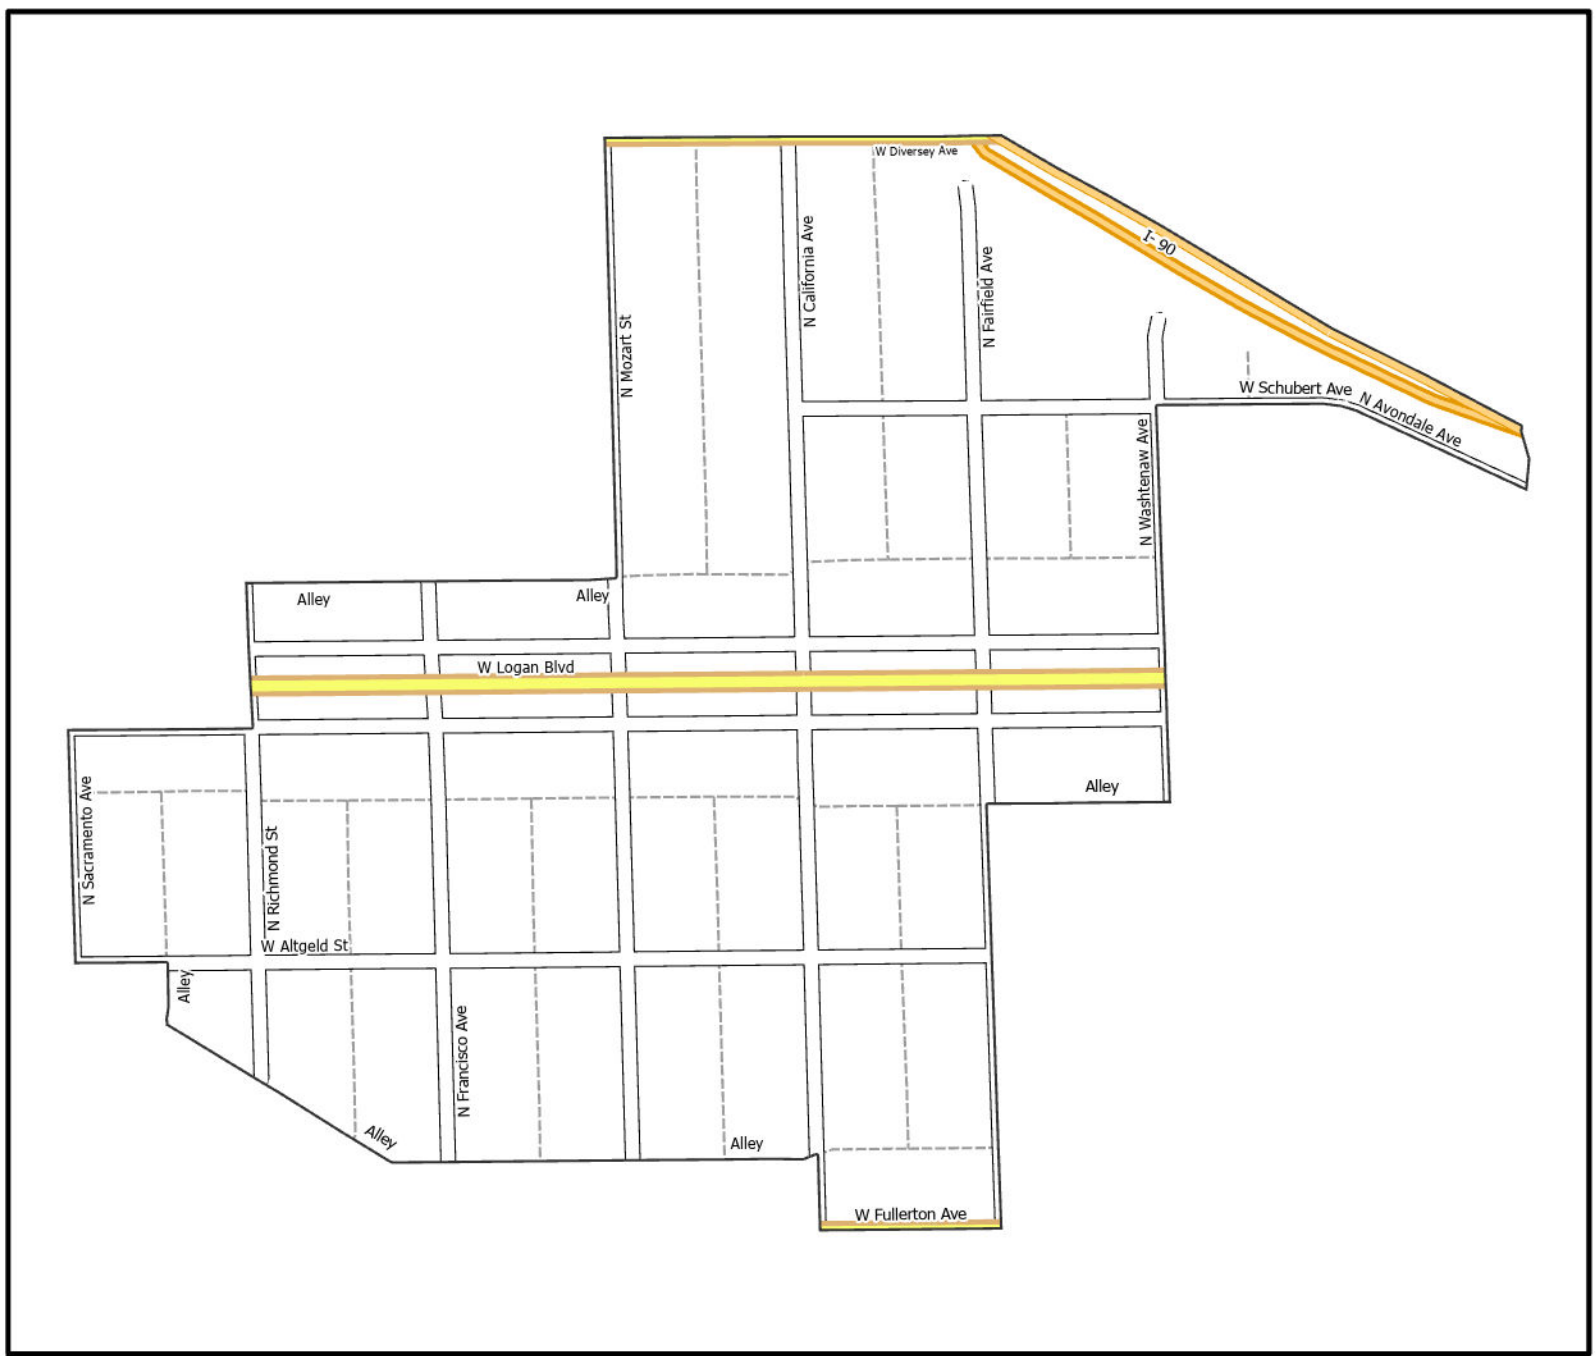 W Diversey Ave
I- 90
N California Ave
N Fairfield Ave
N Mozart St
W Schubert Ave
N Avondale Ave
N Washtenaw Ave
Alley
Alley
W Logan Blvd
Alley
N Sacramento Ave
N Richmond St
W Altgeld St
Alley
N Francisco Ave
Alley
Alley
W Fullerton Ave